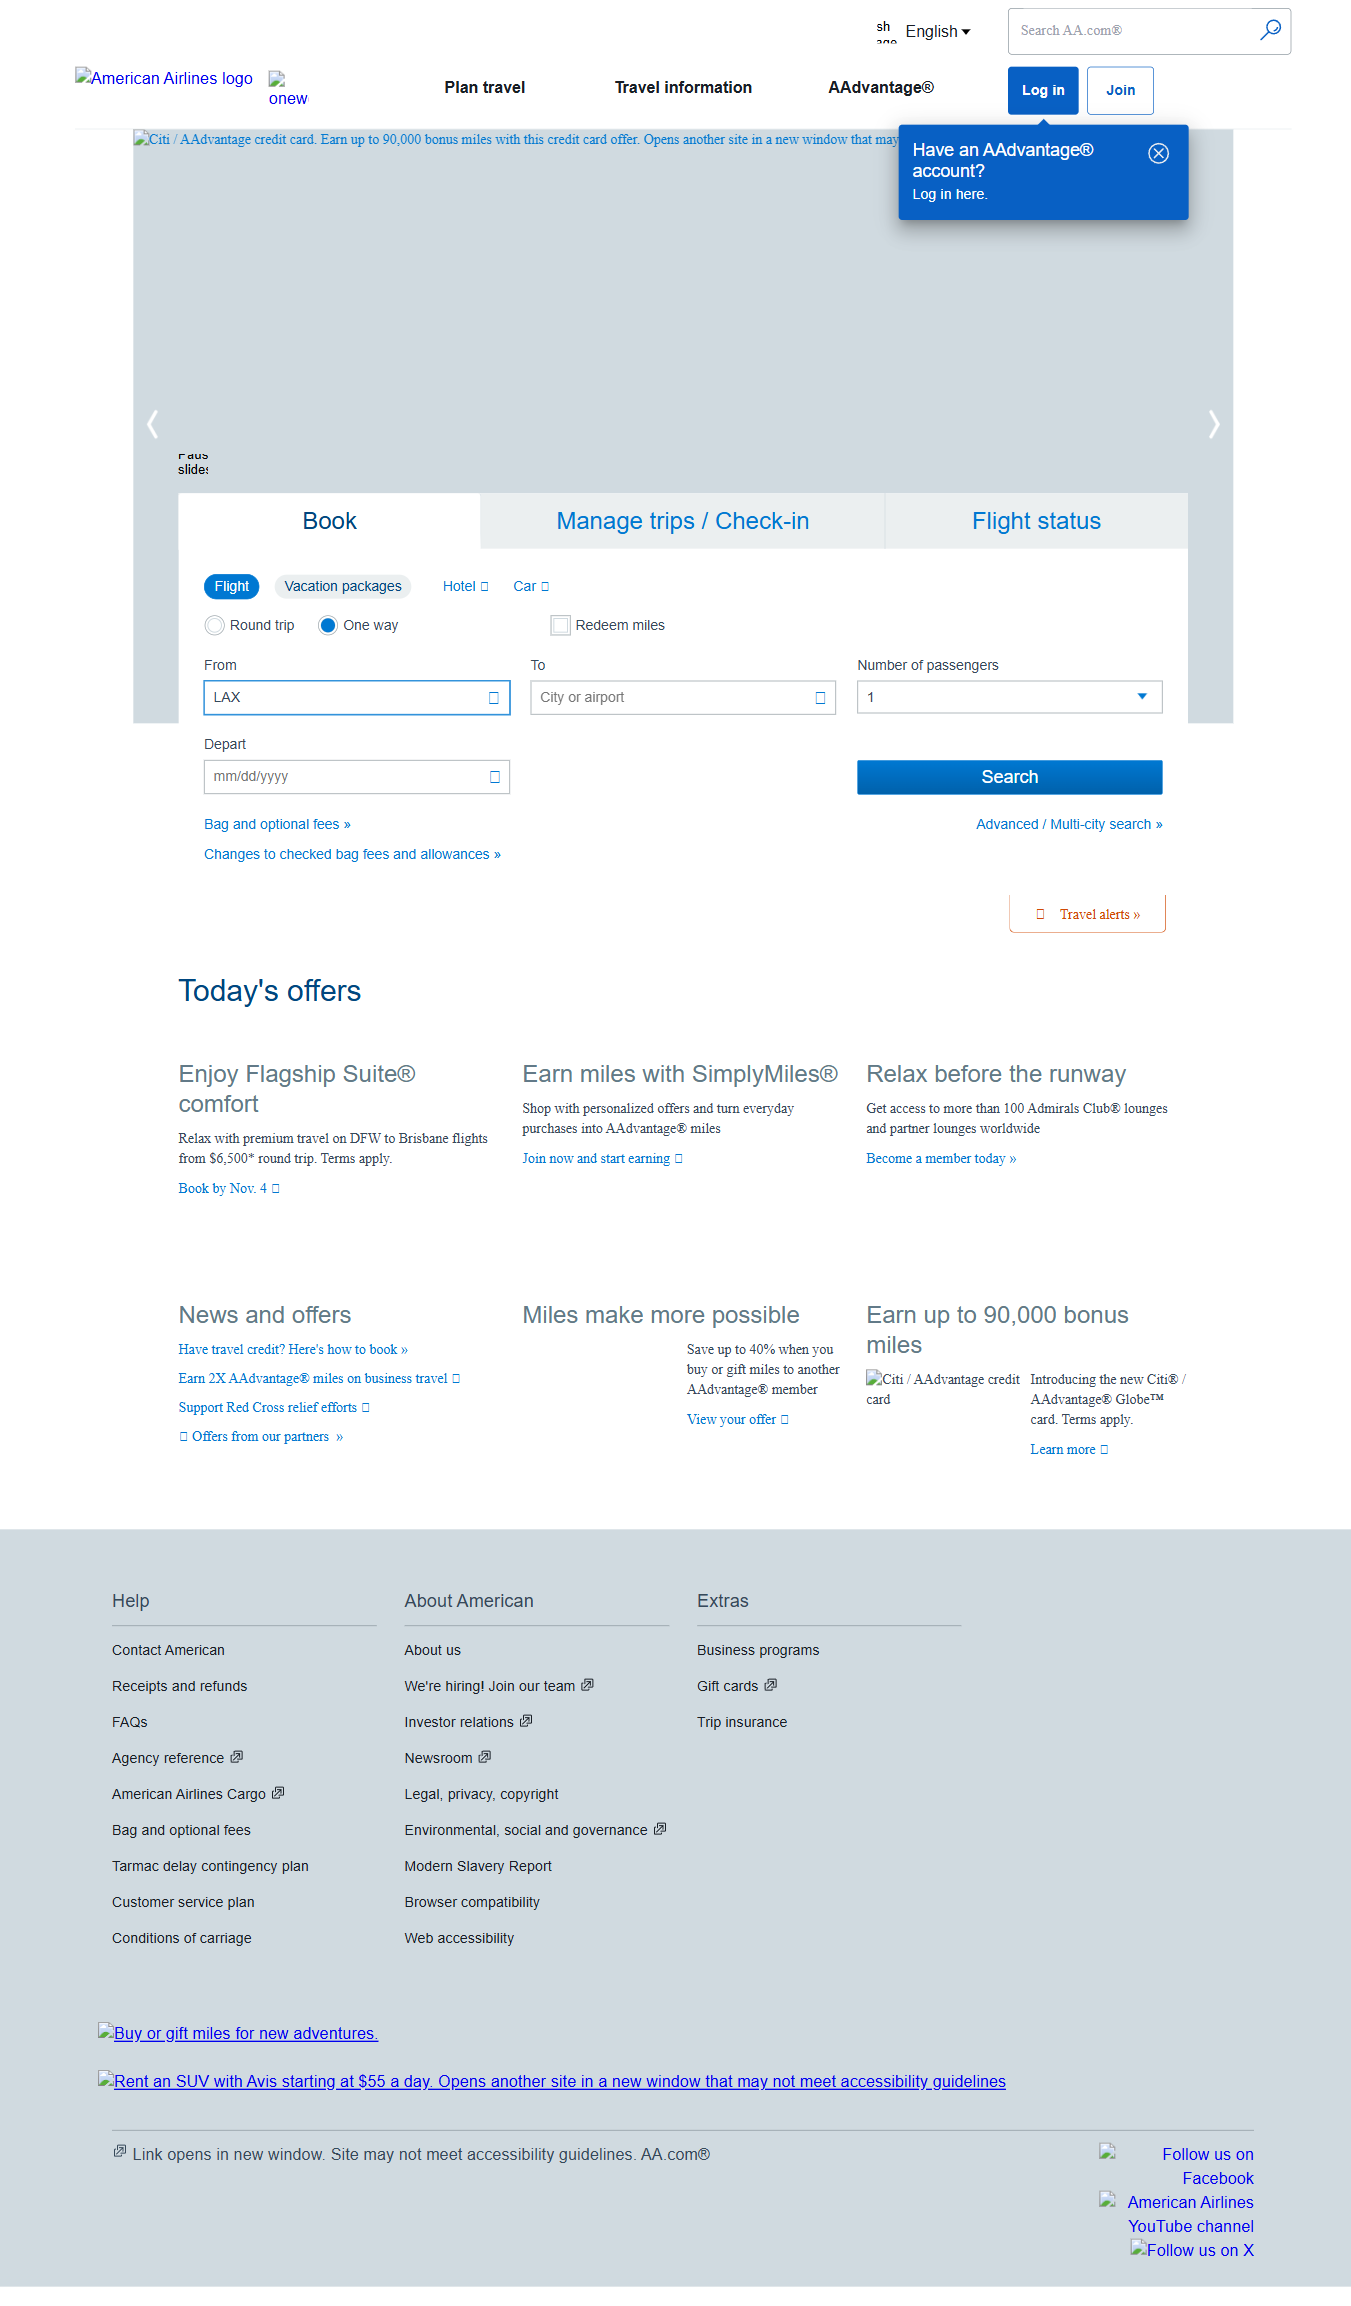 English
Search AA.com®
American Airlines logo
onew
Plan travel
Travel information
AAdvantage®
Log in
Join
Citi / AAdvantage credit card. Earn up to 90,000 bonus miles with this credit card offer. Opens another site in a new window that may
Have an AAdvantage®
account?
Log in here.
Book
Manage trips / Check-in
Flight status
Flight
Vacation packages
Hotel
Car
Round trip
One way
Redeem miles
From
To
Number of passengers
LAX
City or airport
1
Depart
mm/dd/yyyy
Search
Bag and optional fees »
Advanced / Multi-city search »
Changes to checked bag fees and allowances »
Travel alerts »
Today's offers
Enjoy Flagship Suite®
comfort
Relax with premium travel on DFW to Brisbane flights
from $6,500* round trip. Terms apply.
Book by Nov. 4
Earn miles with SimplyMiles®
Shop with personalized offers and turn everyday
purchases into AAdvantage® miles
Join now and start earning
Relax before the runway
Get access to more than 100 Admirals Club® lounges
and partner lounges worldwide
Become a member today »
News and offers
Have travel credit? Here's how to book »
Earn 2X AAdvantage® miles on business travel
Support Red Cross relief efforts
Offers from our partners »
Miles make more possible
Save up to 40% when you
buy or gift miles to another
AAdvantage® member
View your offer
Earn up to 90,000 bonus
miles
Citi / AAdvantage credit
card
Introducing the new Citi® /
AAdvantage® Globe™
card. Terms apply.
Learn more
Help
Contact American
Receipts and refunds
FAQs
Agency reference
American Airlines Cargo
Bag and optional fees
Tarmac delay contingency plan
Customer service plan
Conditions of carriage
About American
About us
We're hiring! Join our team
Investor relations
Newsroom
Legal, privacy, copyright
Environmental, social and governance
Modern Slavery Report
Browser compatibility
Web accessibility
Extras
Business programs
Gift cards
Trip insurance
Buy or gift miles for new adventures.
Rent an SUV with Avis starting at $55 a day. Opens another site in a new window that may not meet accessibility guidelines
Link opens in new window. Site may not meet accessibility guidelines. AA.com®
Follow us on
Facebook
American Airlines
YouTube channel
Follow us on X